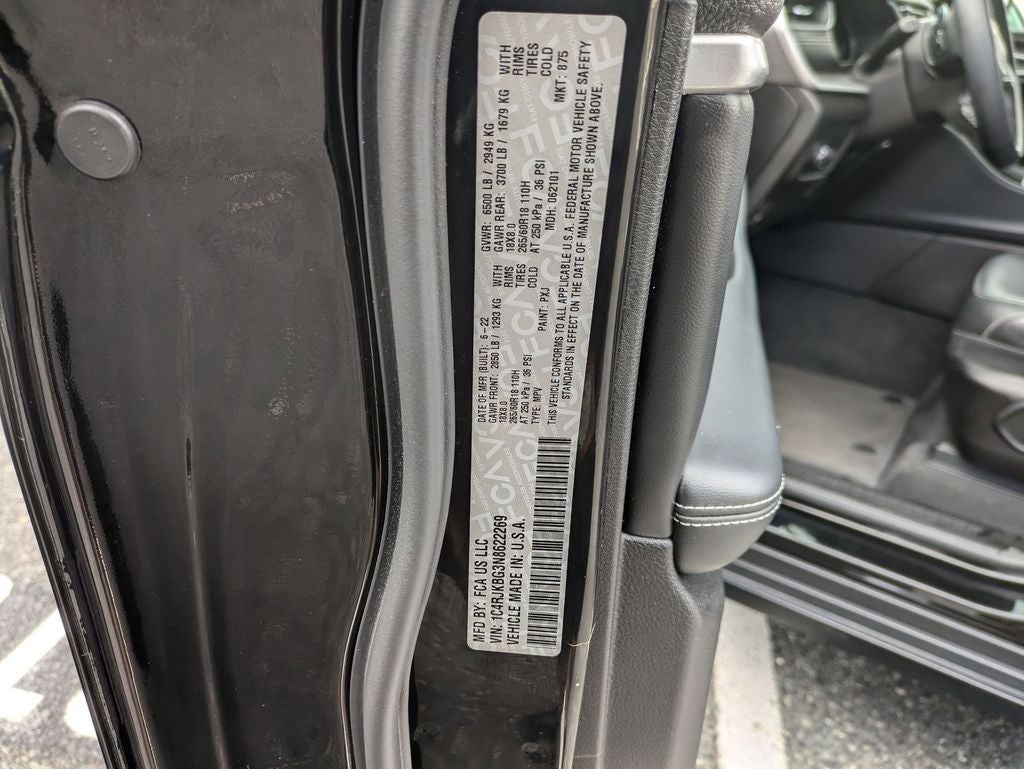 MFD BY: FCA US LLC
DATE OF MFR (BUILT): 6-22
GVWR: 6500 LB / 2949 KG
VIN: 1C4RJKBG3N8622269
GAWR FRONT: 2850 LB / 1293 KG WITH
GAWR REAR: 3700 LB / 1679 KG WITH
VEHICLE MADE IN: U.S.A.
18X8.0 RIMS
18X8.0 RIMS
265/60R18 110H TIRES
265/60R18 110H TIRES
AT 250 kPa / 36 PSI COLD
AT 250 kPa / 36 PSI COLD
TYPE: MPV
PAINT: PXJ
MDH: 062101
MKT: 875
THIS VEHICLE CONFORMS TO ALL APPLICABLE U.S.A. FEDERAL MOTOR VEHICLE SAFETY
STANDARDS IN EFFECT ON THE DATE OF MANUFACTURE SHOWN ABOVE.